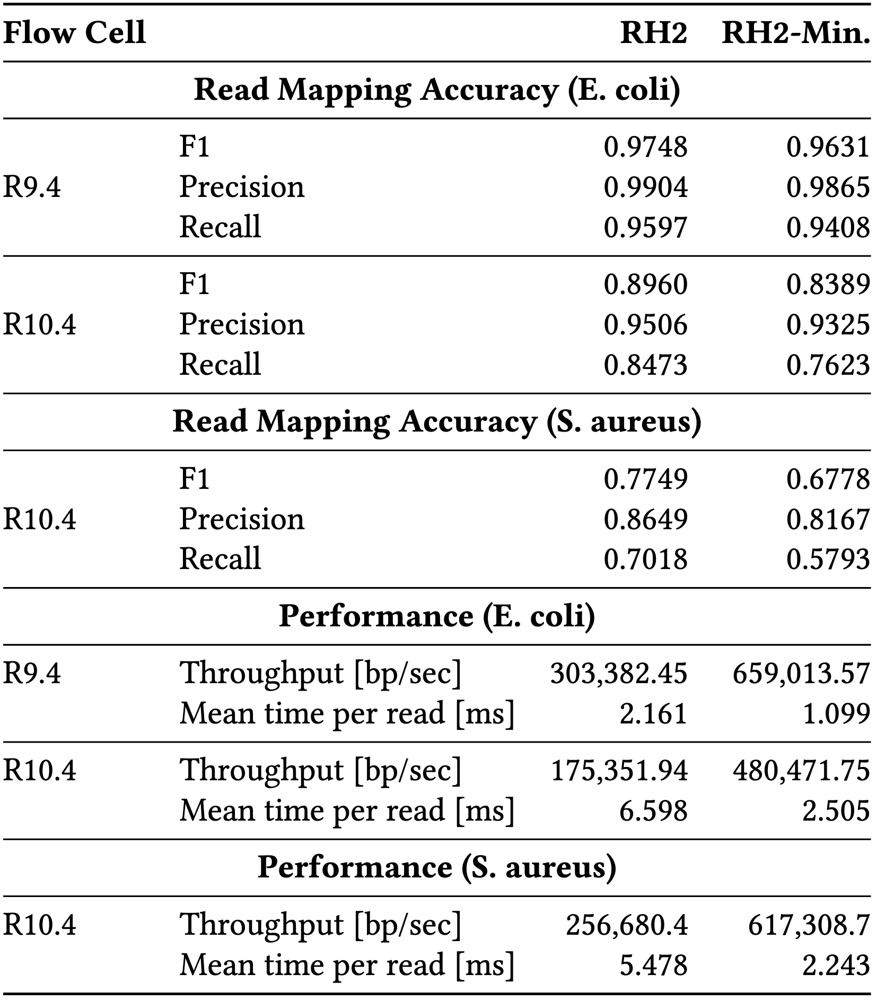 Flow Cell RH2 RH2-Min.
Read Mapping Accuracy (E. coli)
F1 0.9748 0.9631
R9.4 Precision 0.9904 0.9865
Recall 0.9597 0.9408
F1 0.8960 0.8389
R10.4 Precision 0.9506 0.9325
Recall 0.8473 0.7623
Read Mapping Accuracy (S. aureus)
F1 0.7749 0.6778
R10.4 Precision 0.8649 0.8167
Recall 0.7018 0.5793
Performance (E. coli)
R9.4 Throughput [bp/sec] 303,382.45 659,013.57
Mean time per read [ms] 2.161 1.099
R10.4 Throughput [bp/sec] 175,351.94 480,471.75
Mean time per read [ms] 6.598 2.505
Performance (S. aureus)
R10.4 Throughput [bp/sec] 256,680.4 617,308.7
Mean time per read [ms] 5.478 2.243